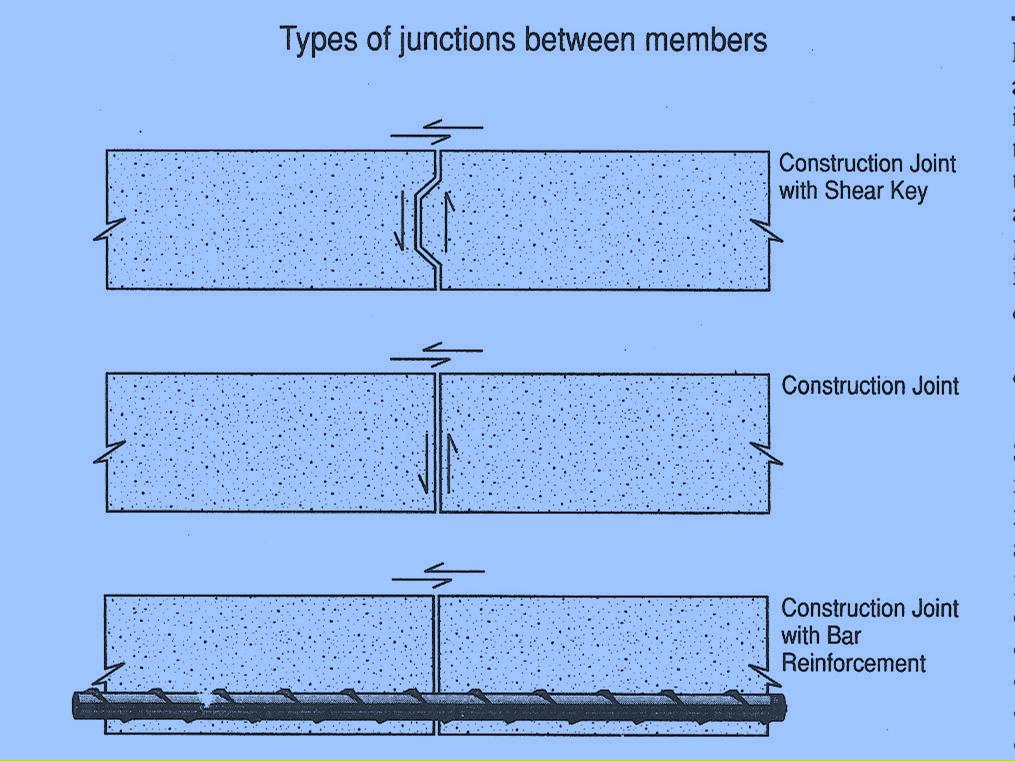 Types of junctions between members
Construction Joint
with Shear Key
Construction Joint
Construction Joint
with Bar
Reinforcement